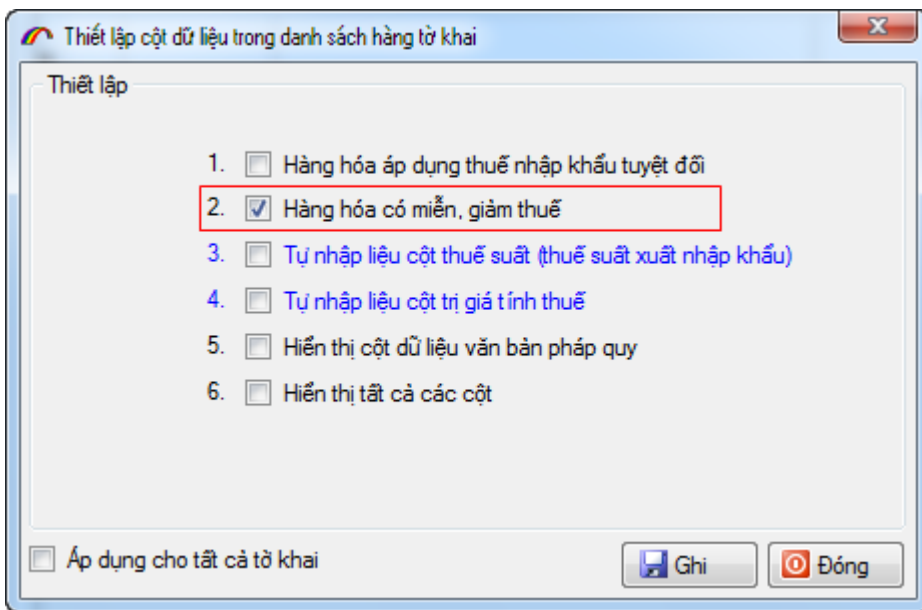 Thiết lập cột dữ liệu trong danh sách hàng tờ khai
Thiết lập
1. Hàng hóa áp dụng thuế nhập khẩu tuyệt đối
2. Hàng hóa có miễn, giảm thuế
3. Tự nhập liệu cột thuế suất (thuế suất xuất nhập khẩu)
4. Tự nhập liệu cột trị giá tính thuế
5. Hiển thị cột dữ liệu văn bản pháp quy
6. Hiển thị tất cả các cột
Áp dụng cho tất cả tờ khai
Ghi
Đóng